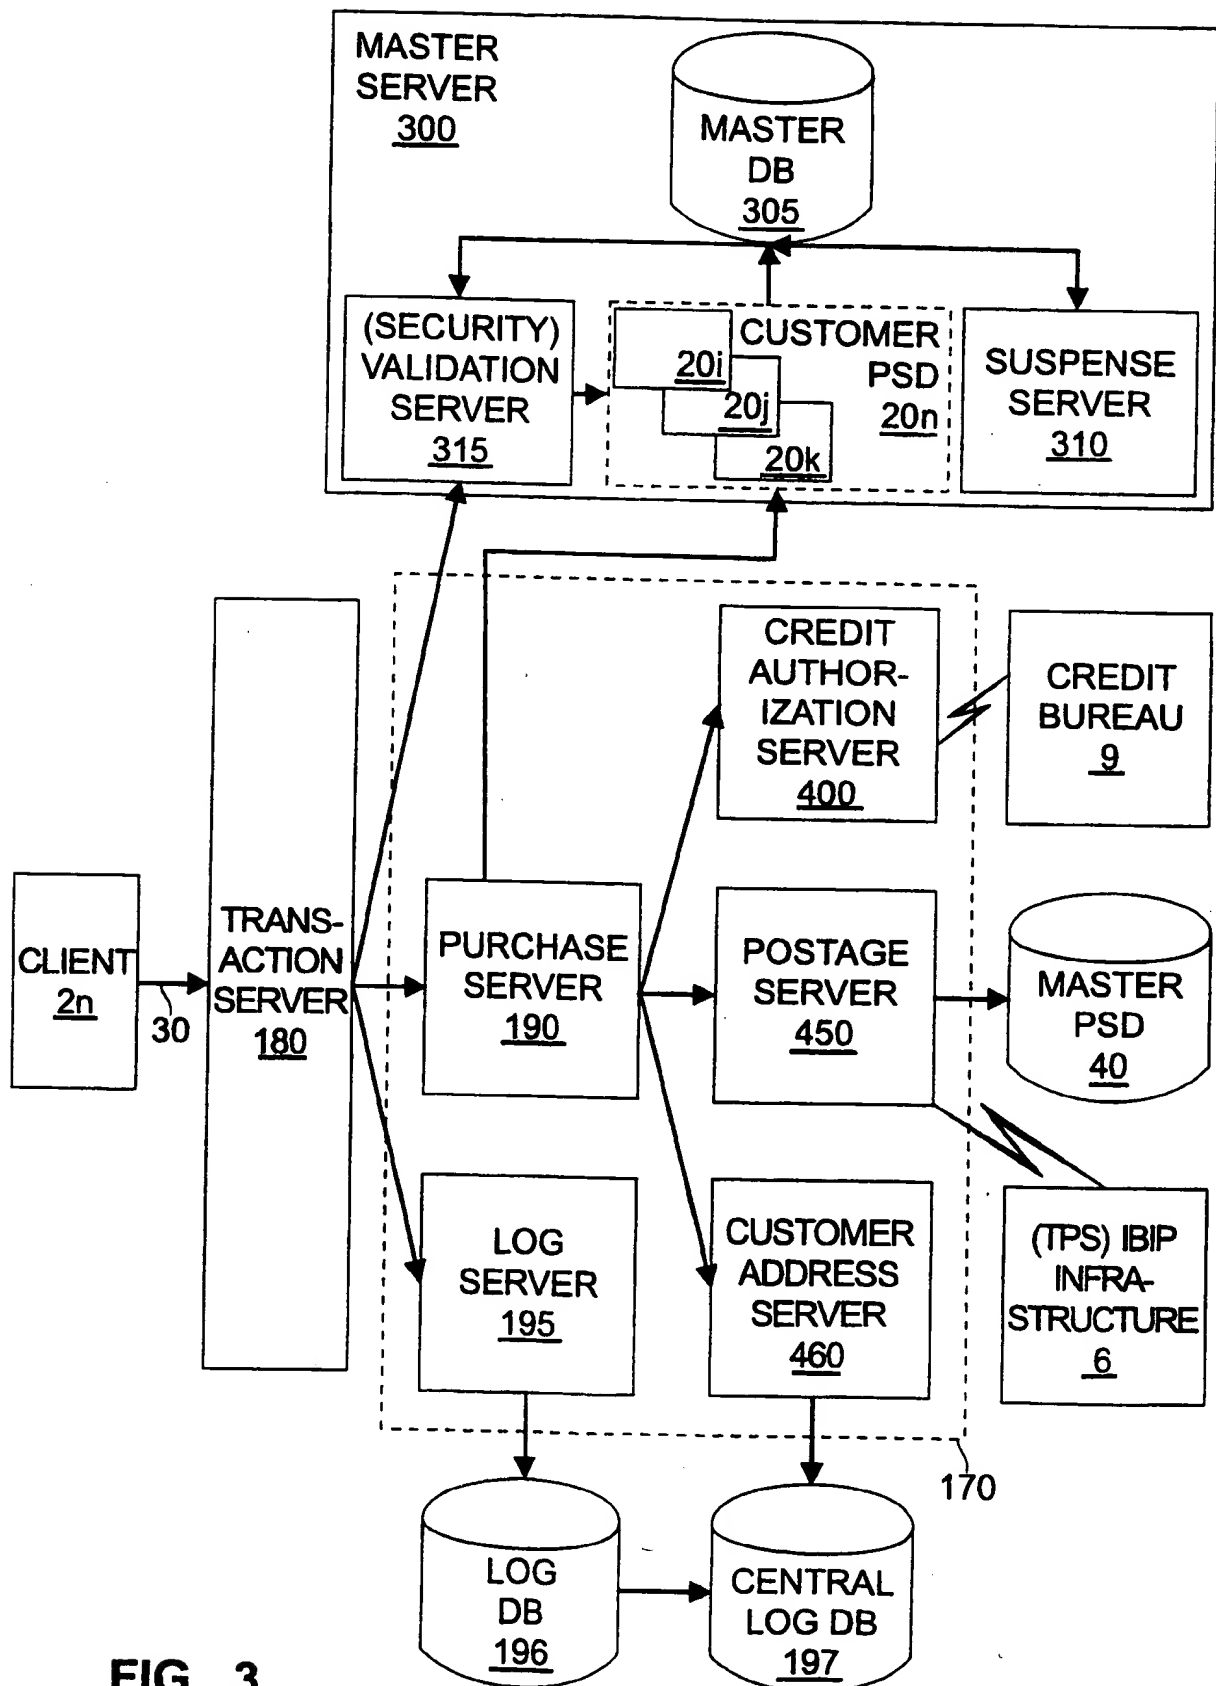 MASTER
SERVER
300
MASTER
DB
305
(SECURITY)
VALIDATION
SERVER
315
CUSTOMER
PSD
20n
20i
20j
20k
SUSPENSE
SERVER
310
CREDIT
AUTHOR-
IZATION
SERVER
400
CREDIT
BUREAU
9
CLIENT
2n
30
TRANS-
ACTION
SERVER
180
PURCHASE
SERVER
190
POSTAGE
SERVER
450
MASTER
PSD
40
LOG
SERVER
195
CUSTOMER
ADDRESS
SERVER
460
(TPS) IBIP
INFRA-
STRUCTURE
6
170
LOG
DB
196
CENTRAL
LOG DB
197
FIG. 3